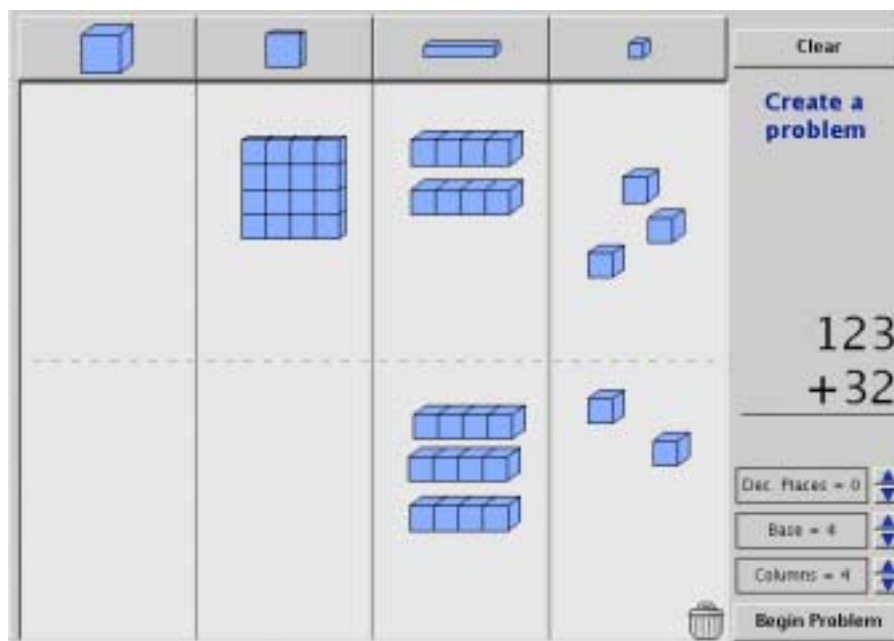 Clear
Create a
problem
123
+32
Dec. Places = 0
Base = 4
Columns = 4
Begin Problem